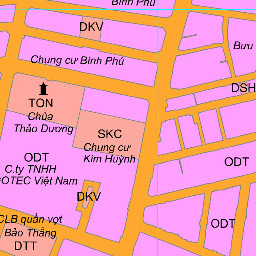 Bình Phú
DKV
Bưu
Chung cư Bình Phú
DSH
TON
Chùa
Thảo Dương
SKC
Chung cư
Kim Huỳnh
ODT
C.ty TNHH
OTEC Việt Nam
ODT
DKV
CLB quần vợt
Bảo Thắng
ODT
DTT